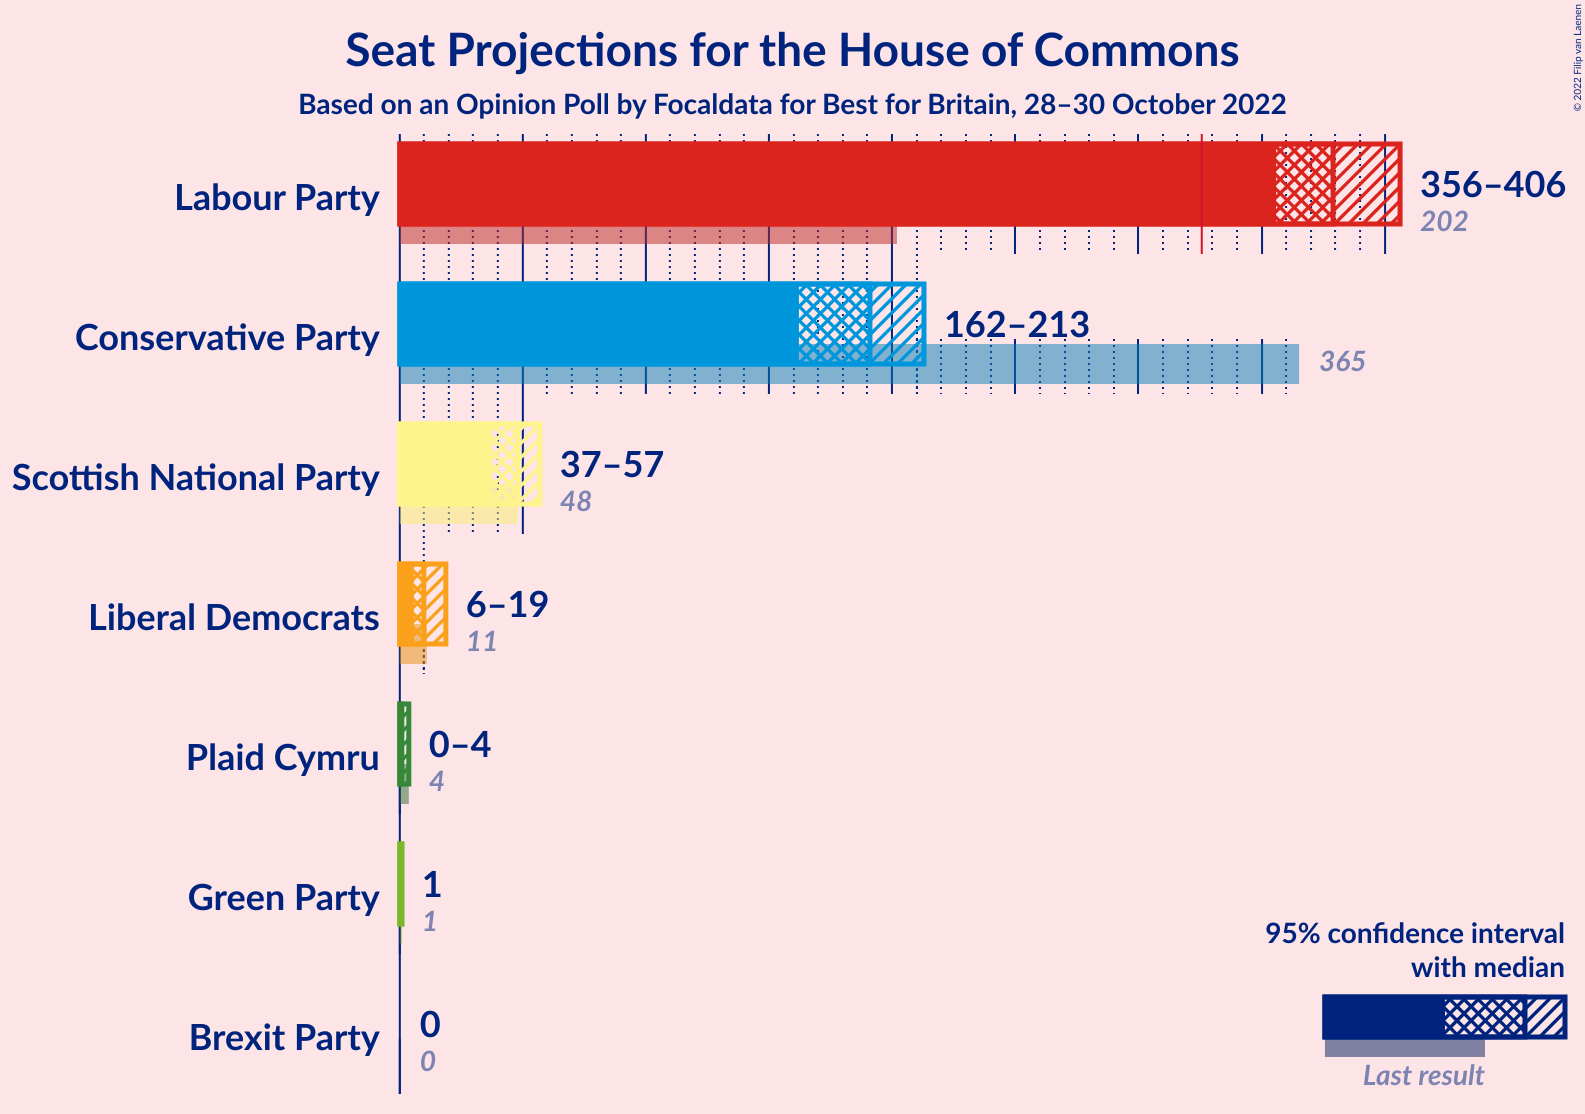 Seat Projections for the House of Commons
Based on an Opinion Poll by Focaldata for Best for Britain, 28–30 October 2022
© 2022 Filip van Laenen
Labour Party
356–406
202
Conservative Party
162–213
365
Scottish National Party
37–57
48
Liberal Democrats
6–19
11
Plaid Cymru
0–4
4
Green Party
1
1
Brexit Party
0
0
95% confidence interval
with median
Last result